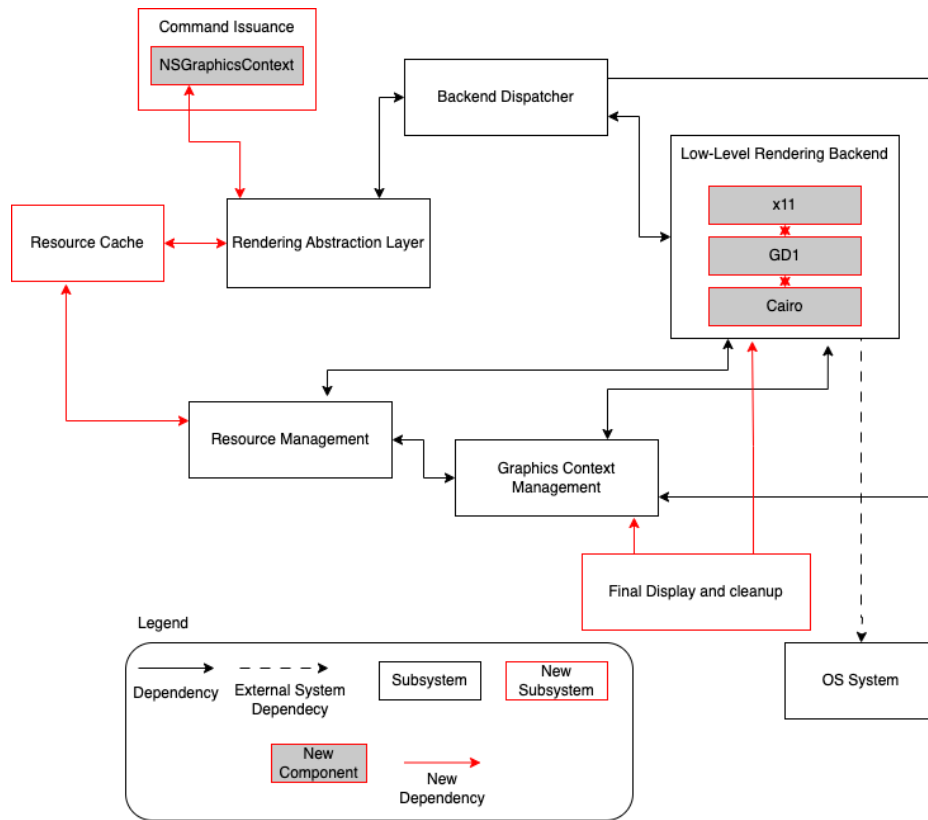 Command Issuance
NSGraphicsContext
Backend Dispatcher
Low-Level Rendering Backend
x11
GD1
Cairo
Resource Cache
Rendering Abstraction Layer
Resource Management
Graphics Context
Management
Final Display and cleanup
OS System
Legend
Dependency
External System
Dependecy
Subsystem
New
Subsystem
New
Component
New
Dependency